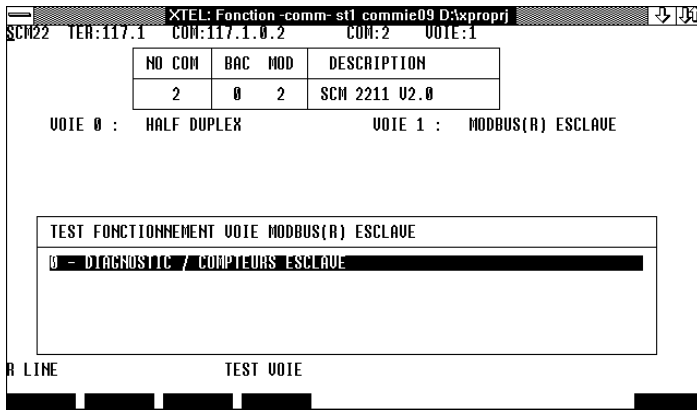 XTEL: Fonction -comm- st1 commie09 D:\xproprj
SCM22 TER:117.1 COM:117.1.0.2 COM:2 VOIE:1
NO COM BAC MOD DESCRIPTION
2 0 2 SCM 2211 V2.0
VOIE 0 : HALF DUPLEX VOIE 1 : MODBUS(R) ESCLAVE
TEST FONCTIONNEMENT VOIE MODBUS(R) ESCLAVE
0 - DIAGNOSTIC / COMPTEURS ESCLAVE
R LINE TEST VOIE